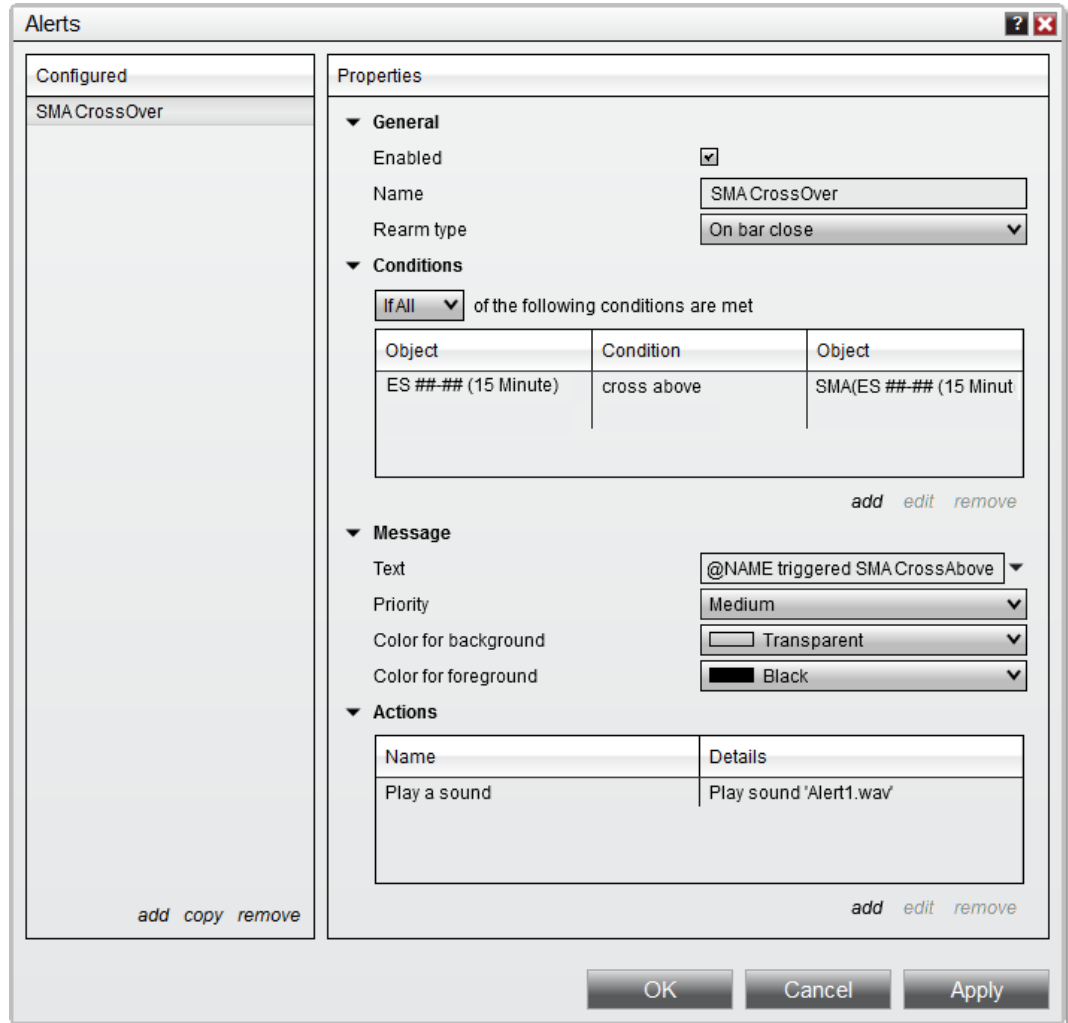 Alerts
?
Configured
SMA CrossOver
add copy remove
Properties
General
Enabled
Name SMA CrossOver
Rearm type On bar close
Conditions
If All of the following conditions are met
Object Condition Object
ES ##-## (15 Minute) cross above SMA(ES ##-## (15 Minut
add edit remove
Message
Text @NAME triggered SMA CrossAbove
Priority Medium
Color for background Transparent
Color for foreground Black
Actions
Name Details
Play a sound Play sound 'Alert1.wav'
add edit remove
OK Cancel Apply